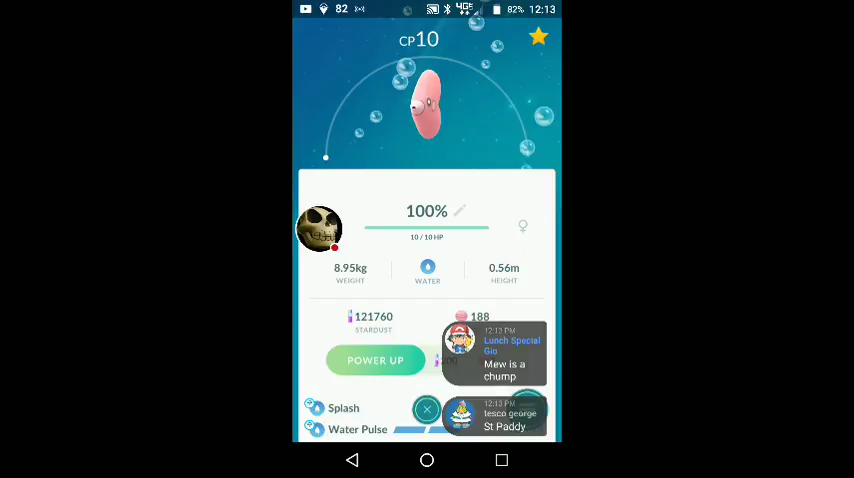 82 4GE 82% 12:13
CP10
100%
10 / 10 HP
8.95kg
WEIGHT
WATER
0.56m
HEIGHT
121760
STARDUST
188
POWER UP
200
12:13 PM
Lunch Special
Gio
Mew is a
chump
Splash
Water Pulse
12:13 PM
tesco george
St Paddy